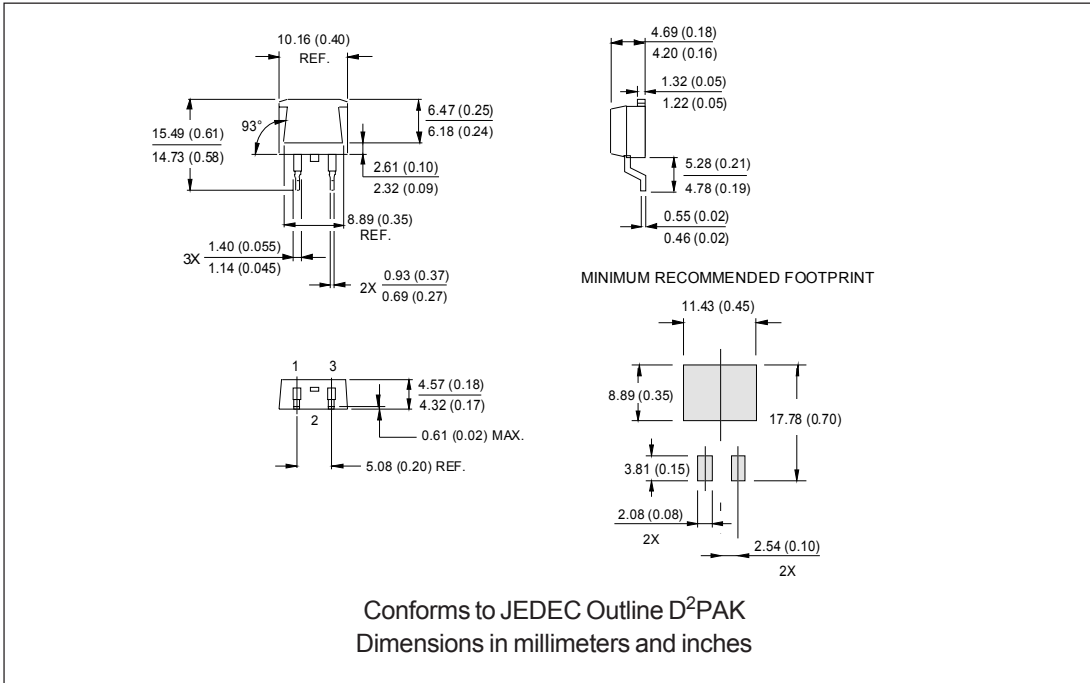 10.16 (0.40)
REF.
93°
15.49 (0.61)
14.73 (0.58)
6.47 (0.25)
6.18 (0.24)
2.61 (0.10)
2.32 (0.09)
8.89 (0.35)
REF.
3X
1.40 (0.055)
1.14 (0.045)
2X
0.93 (0.37)
0.69 (0.27)
4.69 (0.18)
4.20 (0.16)
1.32 (0.05)
1.22 (0.05)
5.28 (0.21)
4.78 (0.19)
0.55 (0.02)
0.46 (0.02)
1
3
2
4.57 (0.18)
4.32 (0.17)
0.61 (0.02) MAX.
5.08 (0.20) REF.
MINIMUM RECOMMENDED FOOTPRINT
11.43 (0.45)
8.89 (0.35)
17.78 (0.70)
3.81 (0.15)
2.08 (0.08)
2X
2.54 (0.10)
2X
Conforms to JEDEC Outline D²PAK
Dimensions in millimeters and inches